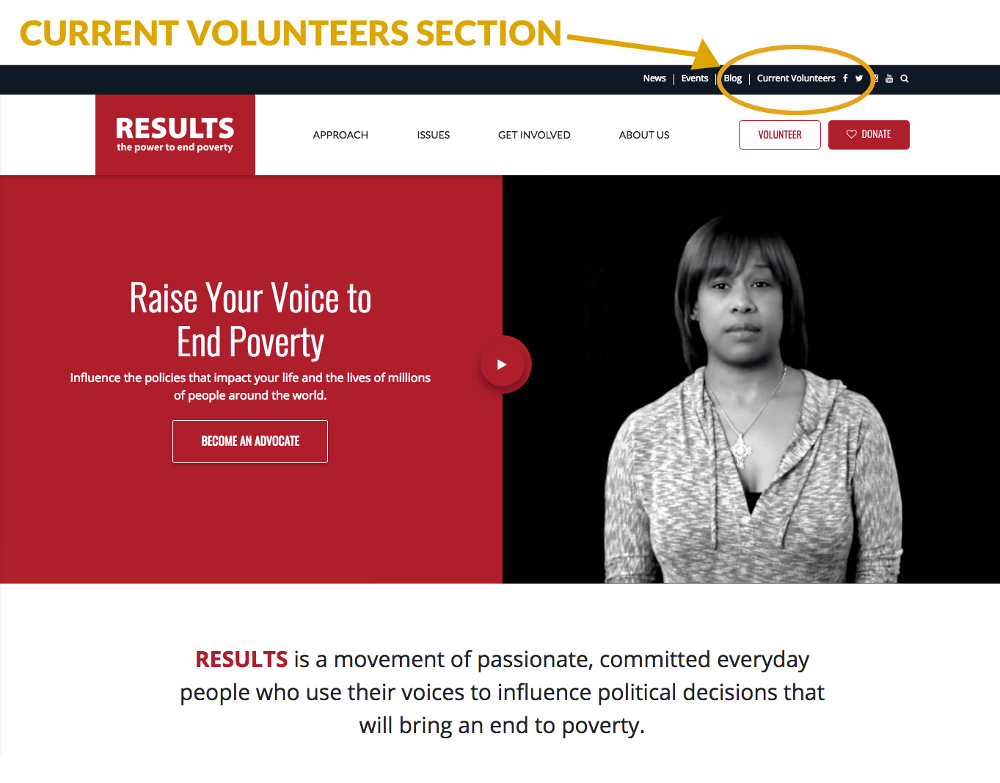 CURRENT VOLUNTEERS SECTION
News | Events | Blog | Current Volunteers
RESULTS
the power to end poverty
APPROACH ISSUES GET INVOLVED ABOUT US VOLUNTEER DONATE
Raise Your Voice to
End Poverty
Influence the policies that impact your life and the lives of millions
of people around the world.
BECOME AN ADVOCATE
RESULTS is a movement of passionate, committed everyday
people who use their voices to influence political decisions that
will bring an end to poverty.